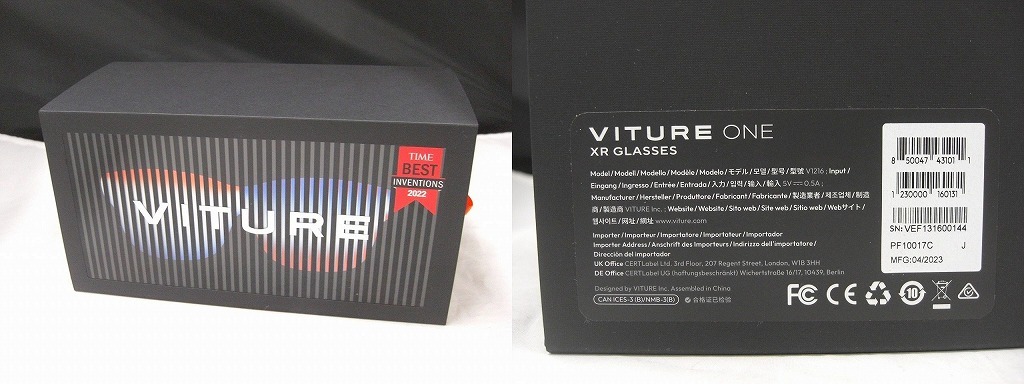 VITURE
TIME
BEST
INVENTIONS
2022
VITURE ONE
XR GLASSES
Model / Modell / Modello / Modèle / Modelo / モデル / 모델 / 型号 / 型號 V1216 ; Input /
Eingang / Ingresso / Entrée / Entrada / 入力 / 입력 / 输入 / 輸入 5V⎓0.5A ;
Manufacturer / Hersteller / Produttore / Fabricant / Fabricante / 製造業者 / 제조업체 / 制造
商 / 製造商 VITURE Inc. ; Website / Website / Sito web / Site web / Sitio web / Webサイト /
웹사이트 / 网址 / 網址 www.viture.com
Importer / Importeur / Importatore / Importateur / Importador
Importer Address / Anschrift des Importeurs / Indirizzo dell'importatore /
Dirección del importador
UK Office CERTLabel Ltd. 3rd Floor, 207 Regent Street, London, W1B 3HH
DE Office CERTLabel UG (haftungsbeschränkt) Wichertstraße 16/17, 10439, Berlin
Designed by VITURE Inc. Assembled in China
CAN ICES-3 (B)/NMB-3(B)
合格证已检验
FC CE UK CA 10
8 50047 43101 1
1 230000 160131
SN: VEF131600144
PF10017C J
MFG:04/2023